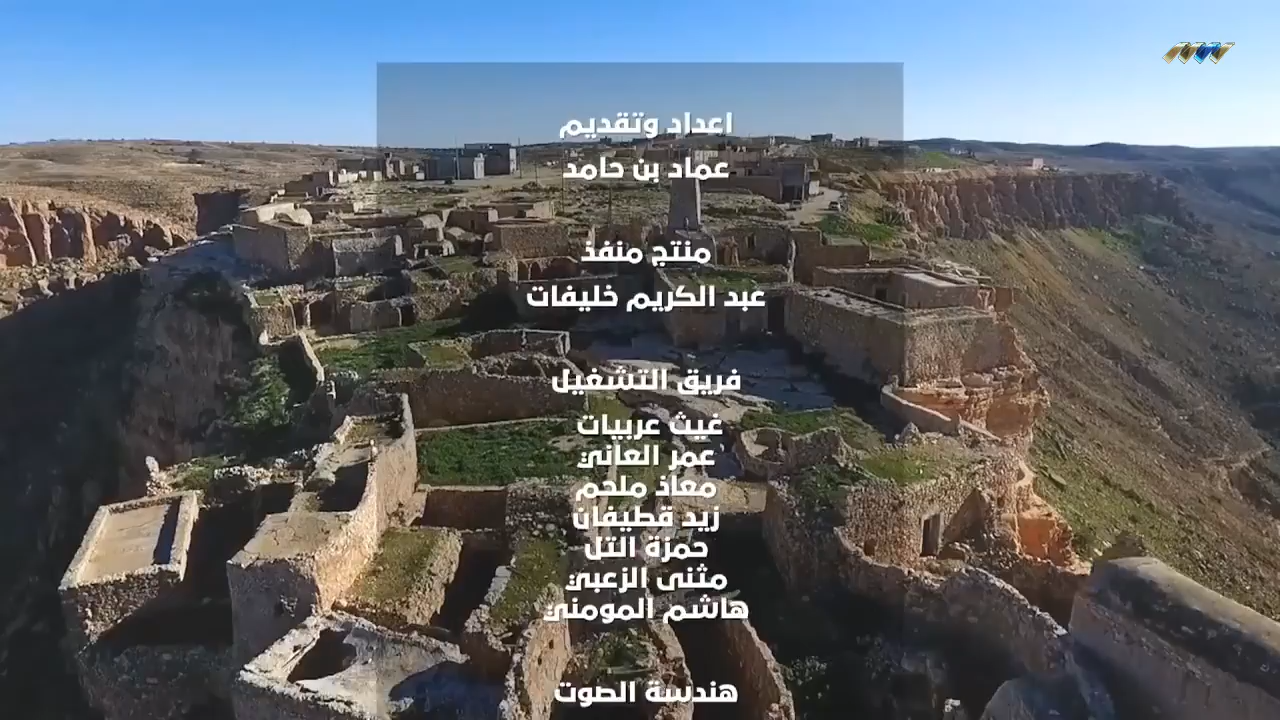 اعداد وتقديم
عماد بن حامد
منتج منفذ
عبد الكريم خليفات
فريق التشغيل
غيث عربيات
عمر العاني
معاذ ملحم
زيد قطيفان
حمزة التل
مثنى الزعبي
هاشم المومني
هندسة الصوت